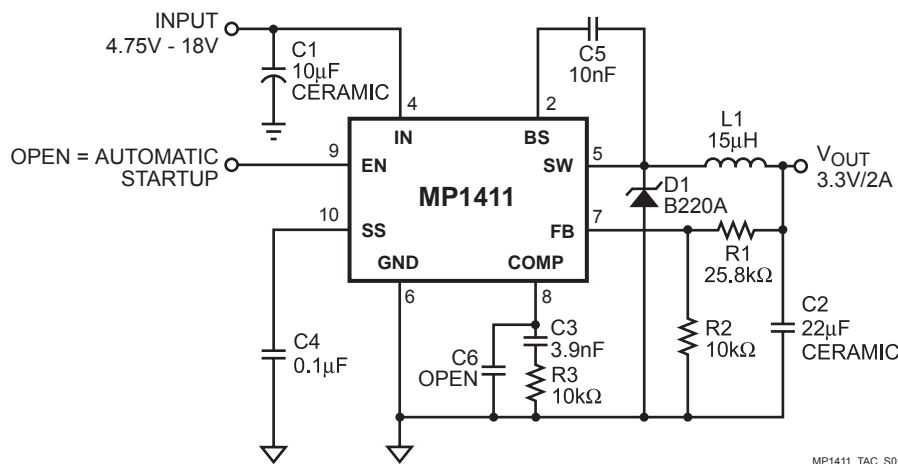 INPUT
4.75V - 18V
C1
10μF
CERAMIC
C5
10nF
4
2
IN
BS
L1
15μH
OPEN = AUTOMATIC
STARTUP
9
EN
SW
5
VOUT
3.3V/2A
MP1411
D1
B220A
10
SS
FB
7
R1
25.8kΩ
GND
COMP
6
8
C4
0.1μF
C6
OPEN
C3
3.9nF
R3
10kΩ
R2
10kΩ
C2
22μF
CERAMIC
MP1411_TAC_S0